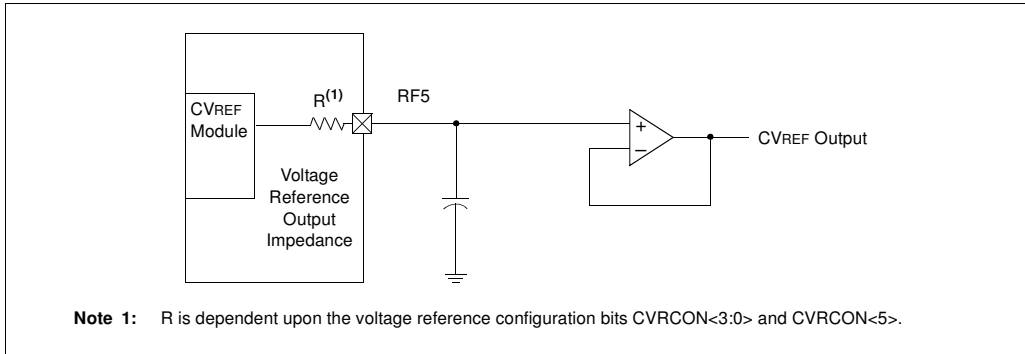 CVREF
Module
R(1)
RF5
Voltage
Reference
Output
Impedance
+
–
CVREF Output
Note 1: R is dependent upon the voltage reference configuration bits CVRCON<3:0> and CVRCON<5>.